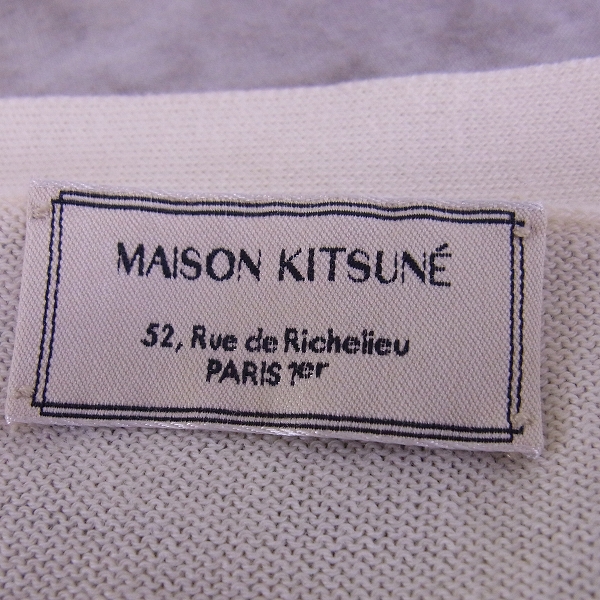 MAISON KITSUNÉ
52, Rue de Richelieu
PARIS 1er